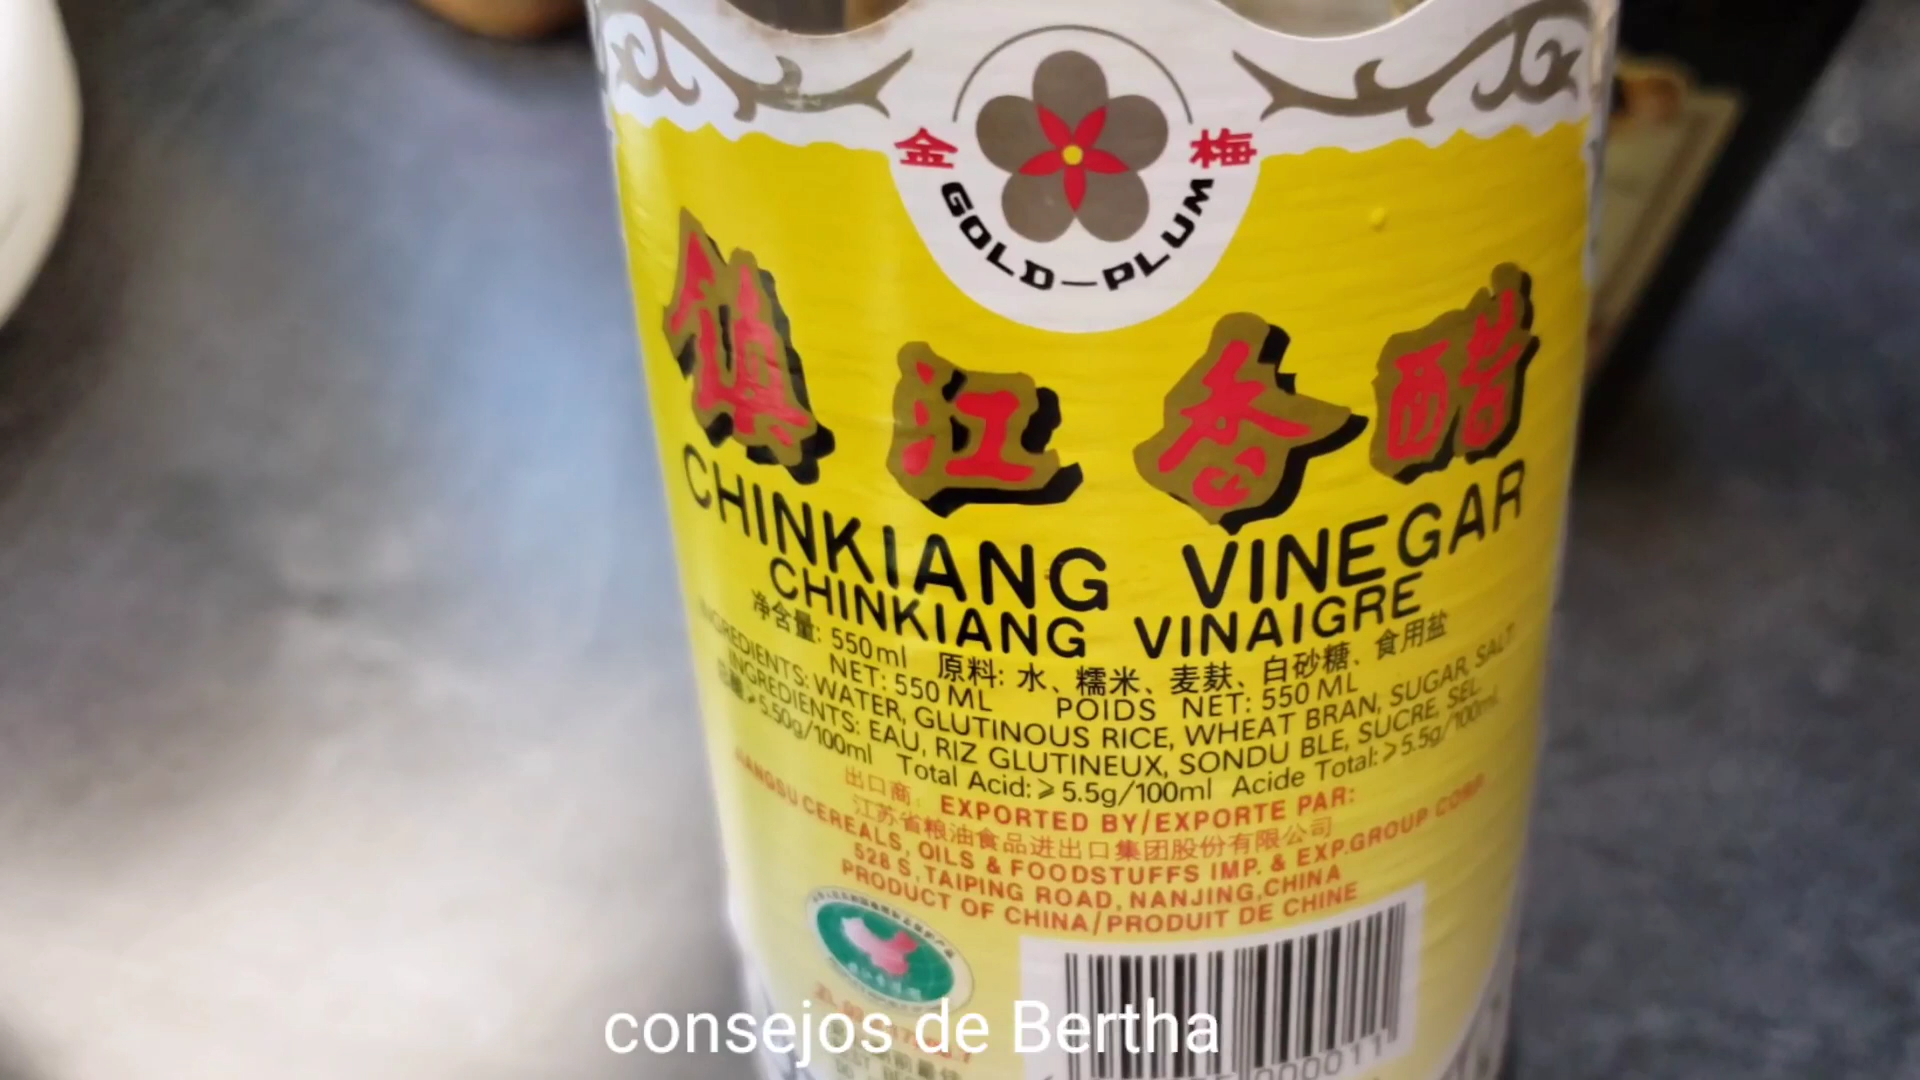 金 梅
GOLD-PLUM
镇江香醋
CHINKIANG VINEGAR
CHINKIANG VINAIGRE
净含量: 550ml 原料: 水、糯米、麦麸、白砂糖、食用盐
NET: 550 ML POIDS NET: 550 ML
INGREDIENTS: WATER, GLUTINOUS RICE, WHEAT BRAN, SUGAR, SALT
INGREDIENTS: EAU, RIZ GLUTINEUX, SONDU BLE, SUCRE, SEL
≥5.50g/100ml Total Acid: ≥5.5g/100ml Acide Total: ≥5.5g/100ml
出口商: EXPORTED BY/EXPORTE PAR:
江苏省粮油食品进出口集团股份有限公司
JIANGSU CEREALS, OILS & FOODSTUFFS IMP. & EXP.GROUP CORP
528 S, TAIPING ROAD, NANJING, CHINA
PRODUCT OF CHINA/PRODUIT DE CHINE
consejos de Bertha